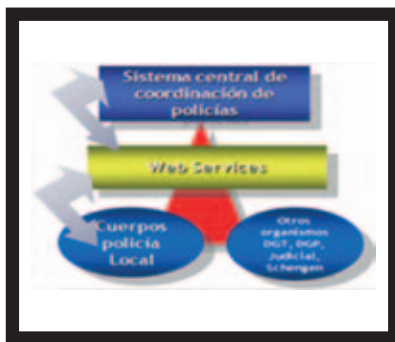 Sistema central de
coordinación de
policías
Web Services
Cuerpos
policía
Local
Otros
organismos
DGT, DGP,
Judicial,
Schengen